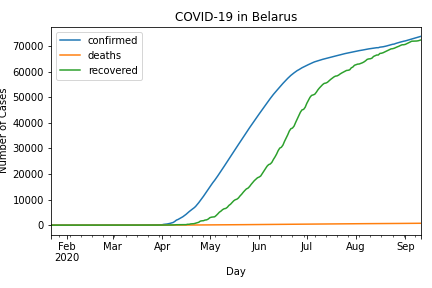 COVID-19 in Belarus
confirmed
deaths
recovered
Number of Cases
70000
60000
50000
40000
30000
20000
10000
0
Feb Mar Apr May Jun Jul Aug Sep
2020
Day